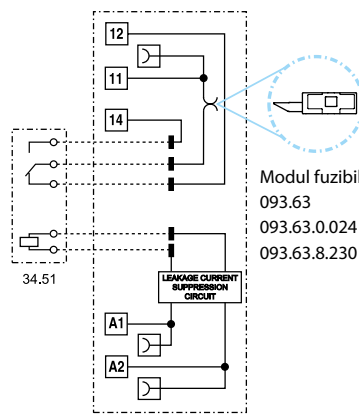 12
11
14
Modul fuzibil
093.63
093.63.0.024
093.63.8.230
34.51
LEAKAGE CURRENT
SUPPRESSION
CIRCUIT
A1
A2